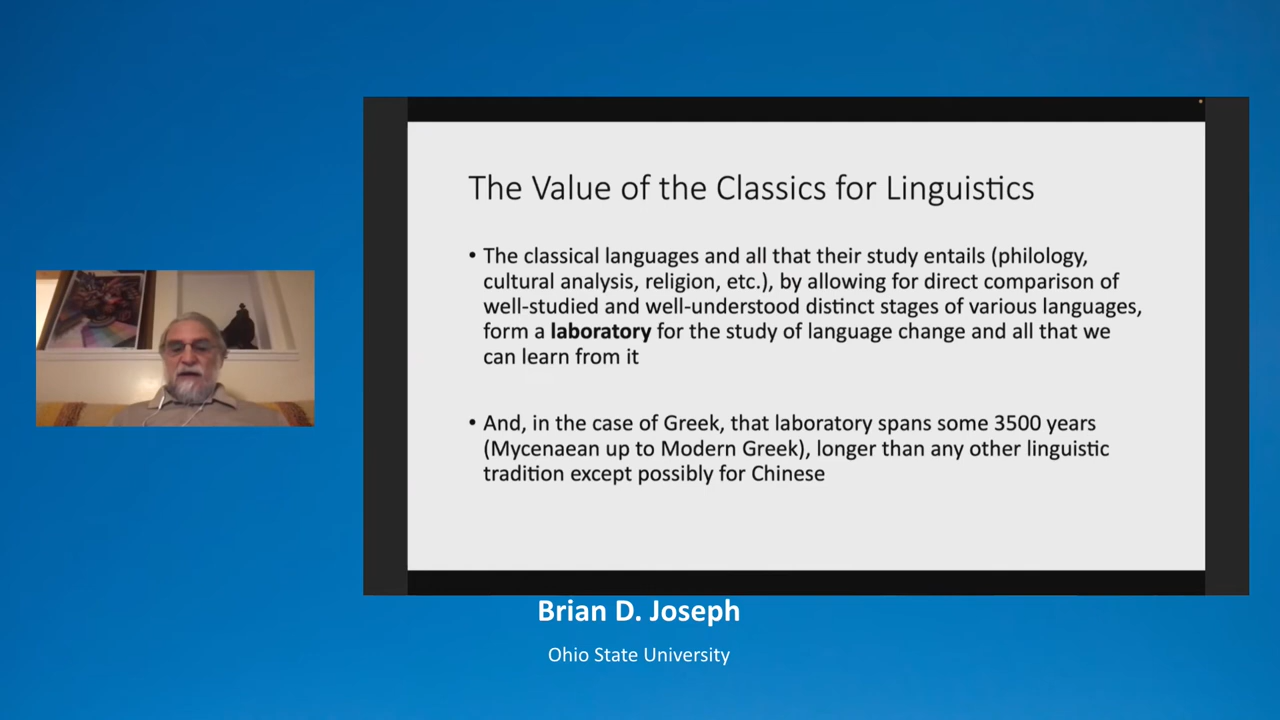 The Value of the Classics for Linguistics
• The classical languages and all that their study entails (philology,
cultural analysis, religion, etc.), by allowing for direct comparison of
well-studied and well-understood distinct stages of various languages,
form a laboratory for the study of language change and all that we
can learn from it
• And, in the case of Greek, that laboratory spans some 3500 years
(Mycenaean up to Modern Greek), longer than any other linguistic
tradition except possibly for Chinese
Brian D. Joseph
Ohio State University